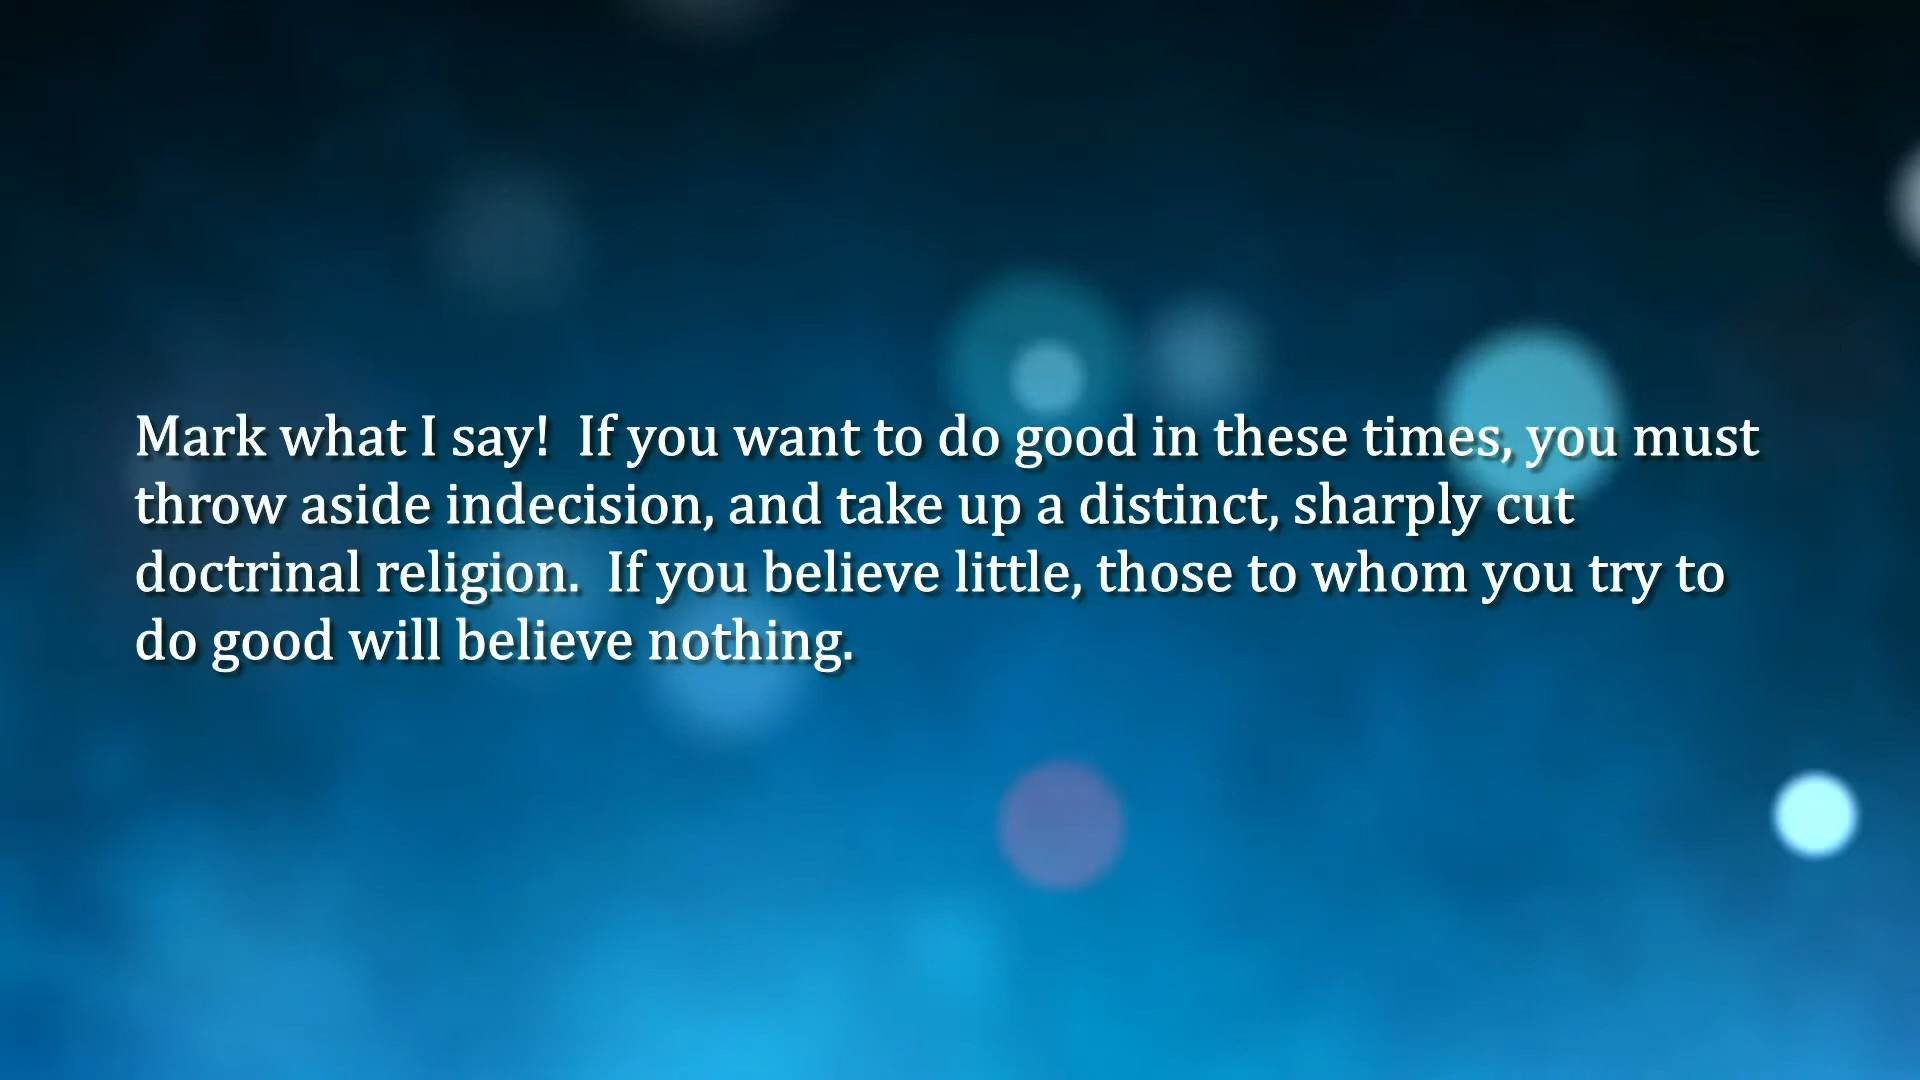 Mark what I say!  If you want to do good in these times, you must
throw aside indecision, and take up a distinct, sharply cut
doctrinal religion.  If you believe little, those to whom you try to
do good will believe nothing.